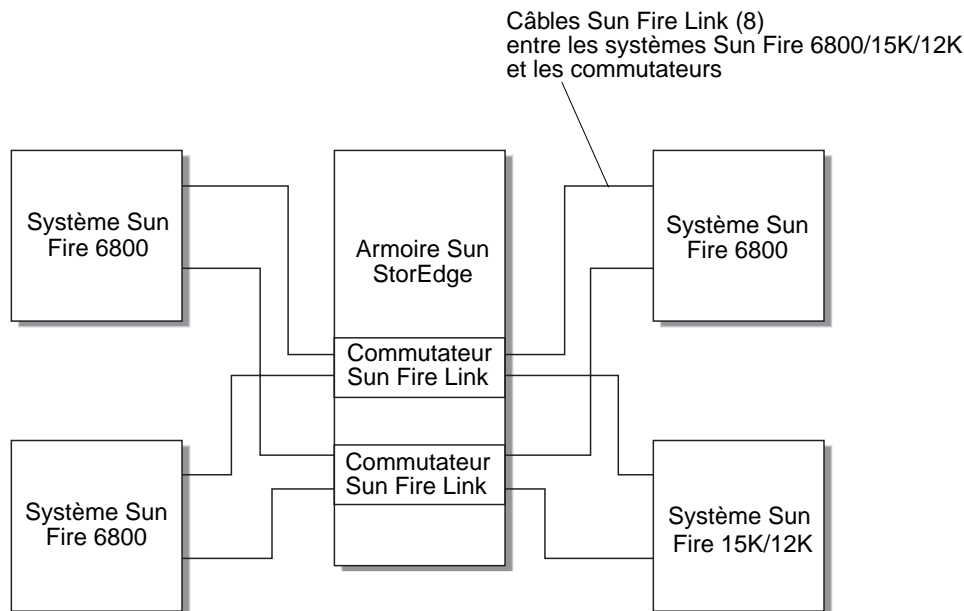 Câbles Sun Fire Link (8)
entre les systèmes Sun Fire 6800/15K/12K
et les commutateurs
Système Sun
Fire 6800
Armoire Sun
StorEdge
Système Sun
Fire 6800
Commutateur
Sun Fire Link
Commutateur
Sun Fire Link
Système Sun
Fire 6800
Système Sun
Fire 15K/12K